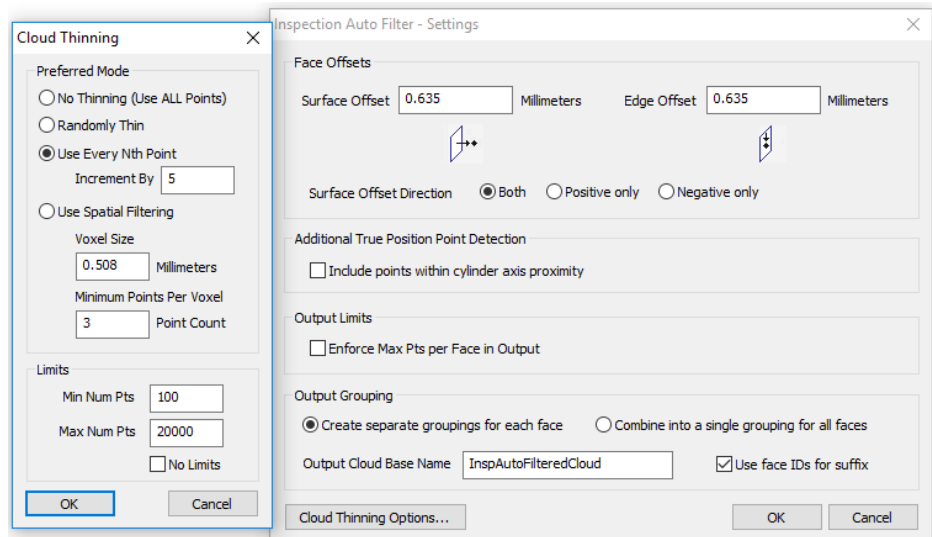 Cloud Thinning
Preferred Mode
No Thinning (Use ALL Points)
Randomly Thin
Use Every Nth Point
Increment By 5
Use Spatial Filtering
Voxel Size
0.508 Millimeters
Minimum Points Per Voxel
3 Point Count
Limits
Min Num Pts 100
Max Num Pts 20000
No Limits
OK Cancel
Inspection Auto Filter - Settings
Face Offsets
Surface Offset 0.635 Millimeters Edge Offset 0.635 Millimeters
Surface Offset Direction Both Positive only Negative only
Additional True Position Point Detection
Include points within cylinder axis proximity
Output Limits
Enforce Max Pts per Face in Output
Output Grouping
Create separate groupings for each face Combine into a single grouping for all faces
Output Cloud Base Name InspAutoFilteredCloud Use face IDs for suffix
Cloud Thinning Options... OK Cancel